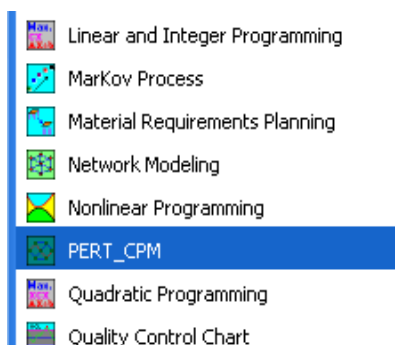 Linear and Integer Programming
MarKov Process
Material Requirements Planning
Network Modeling
Nonlinear Programming
PERT_CPM
Quadratic Programming
Quality Control Chart